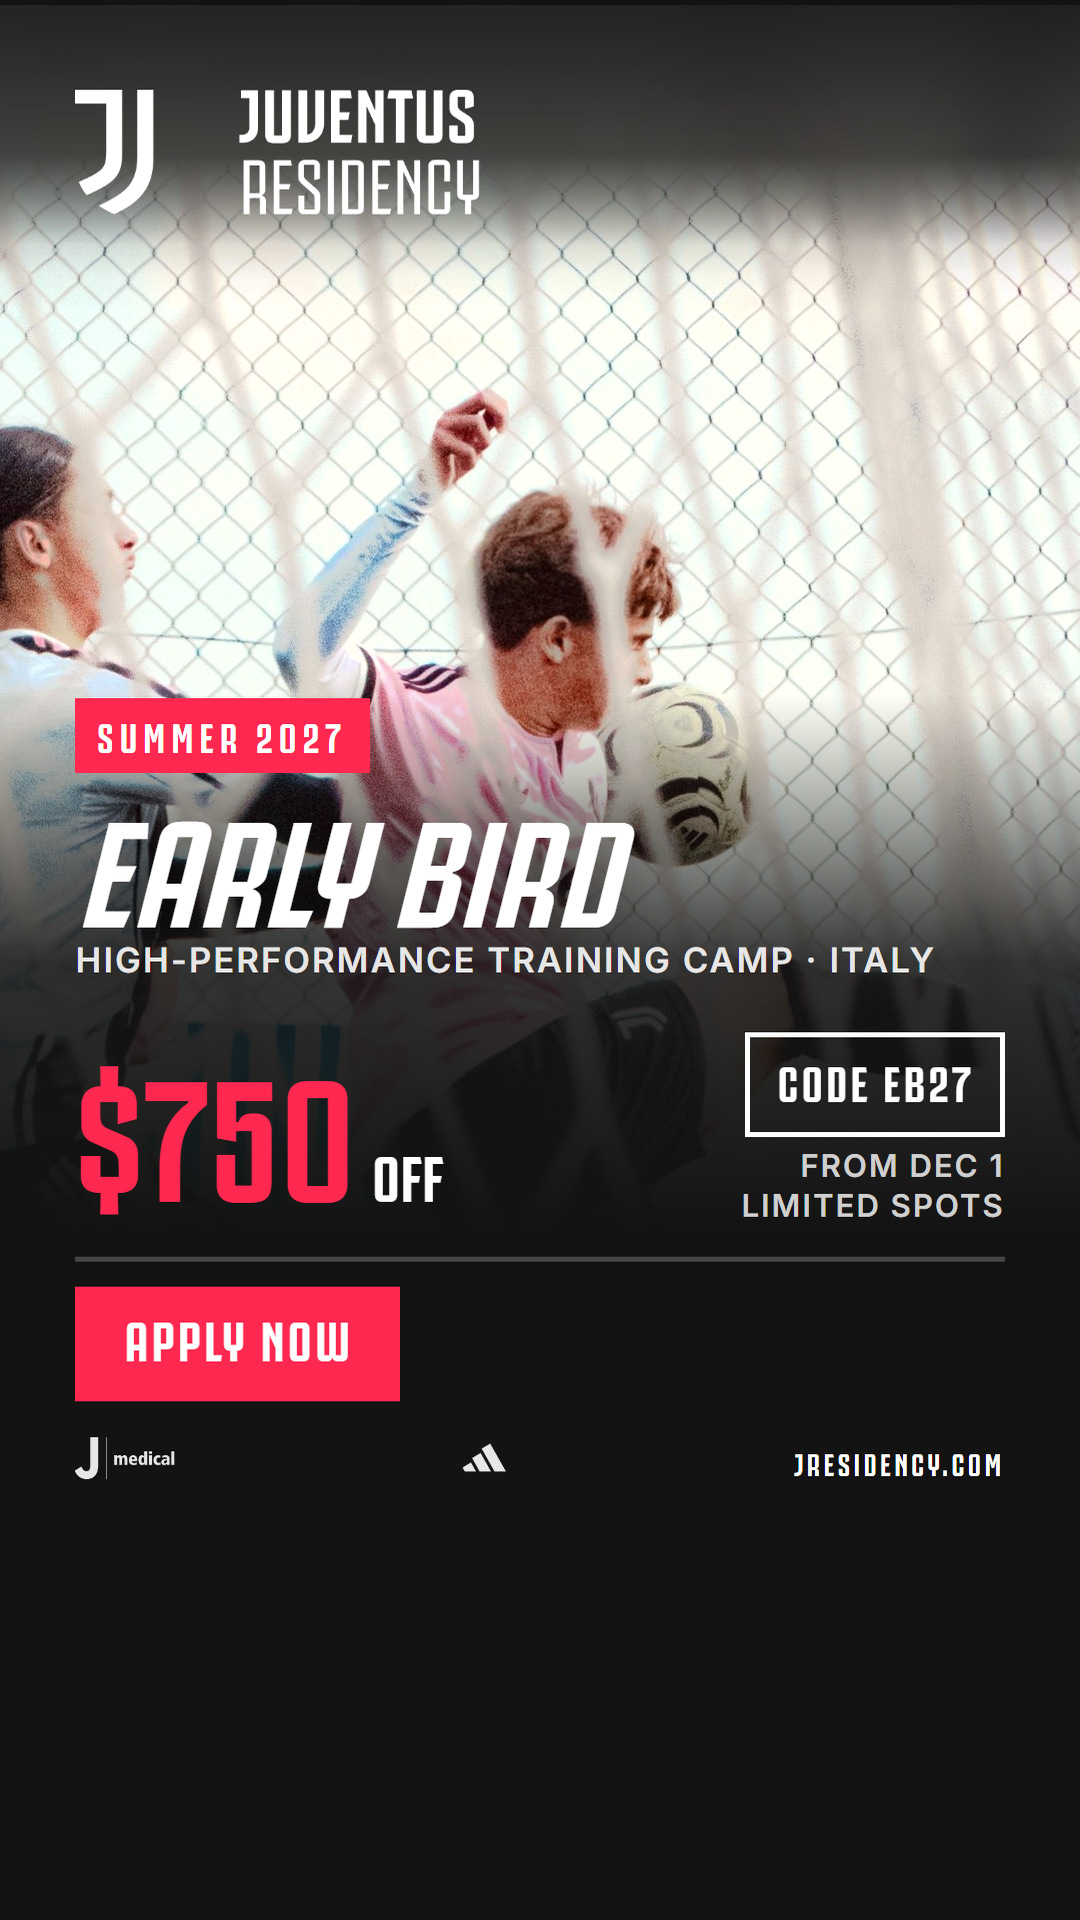 JUVENTUS
RESIDENCY
SUMMER 2027
EARLY BIRD
HIGH-PERFORMANCE TRAINING CAMP · ITALY
$750 OFF
CODE EB27
FROM DEC 1
LIMITED SPOTS
APPLY NOW
J medical
JRESIDENCY.COM